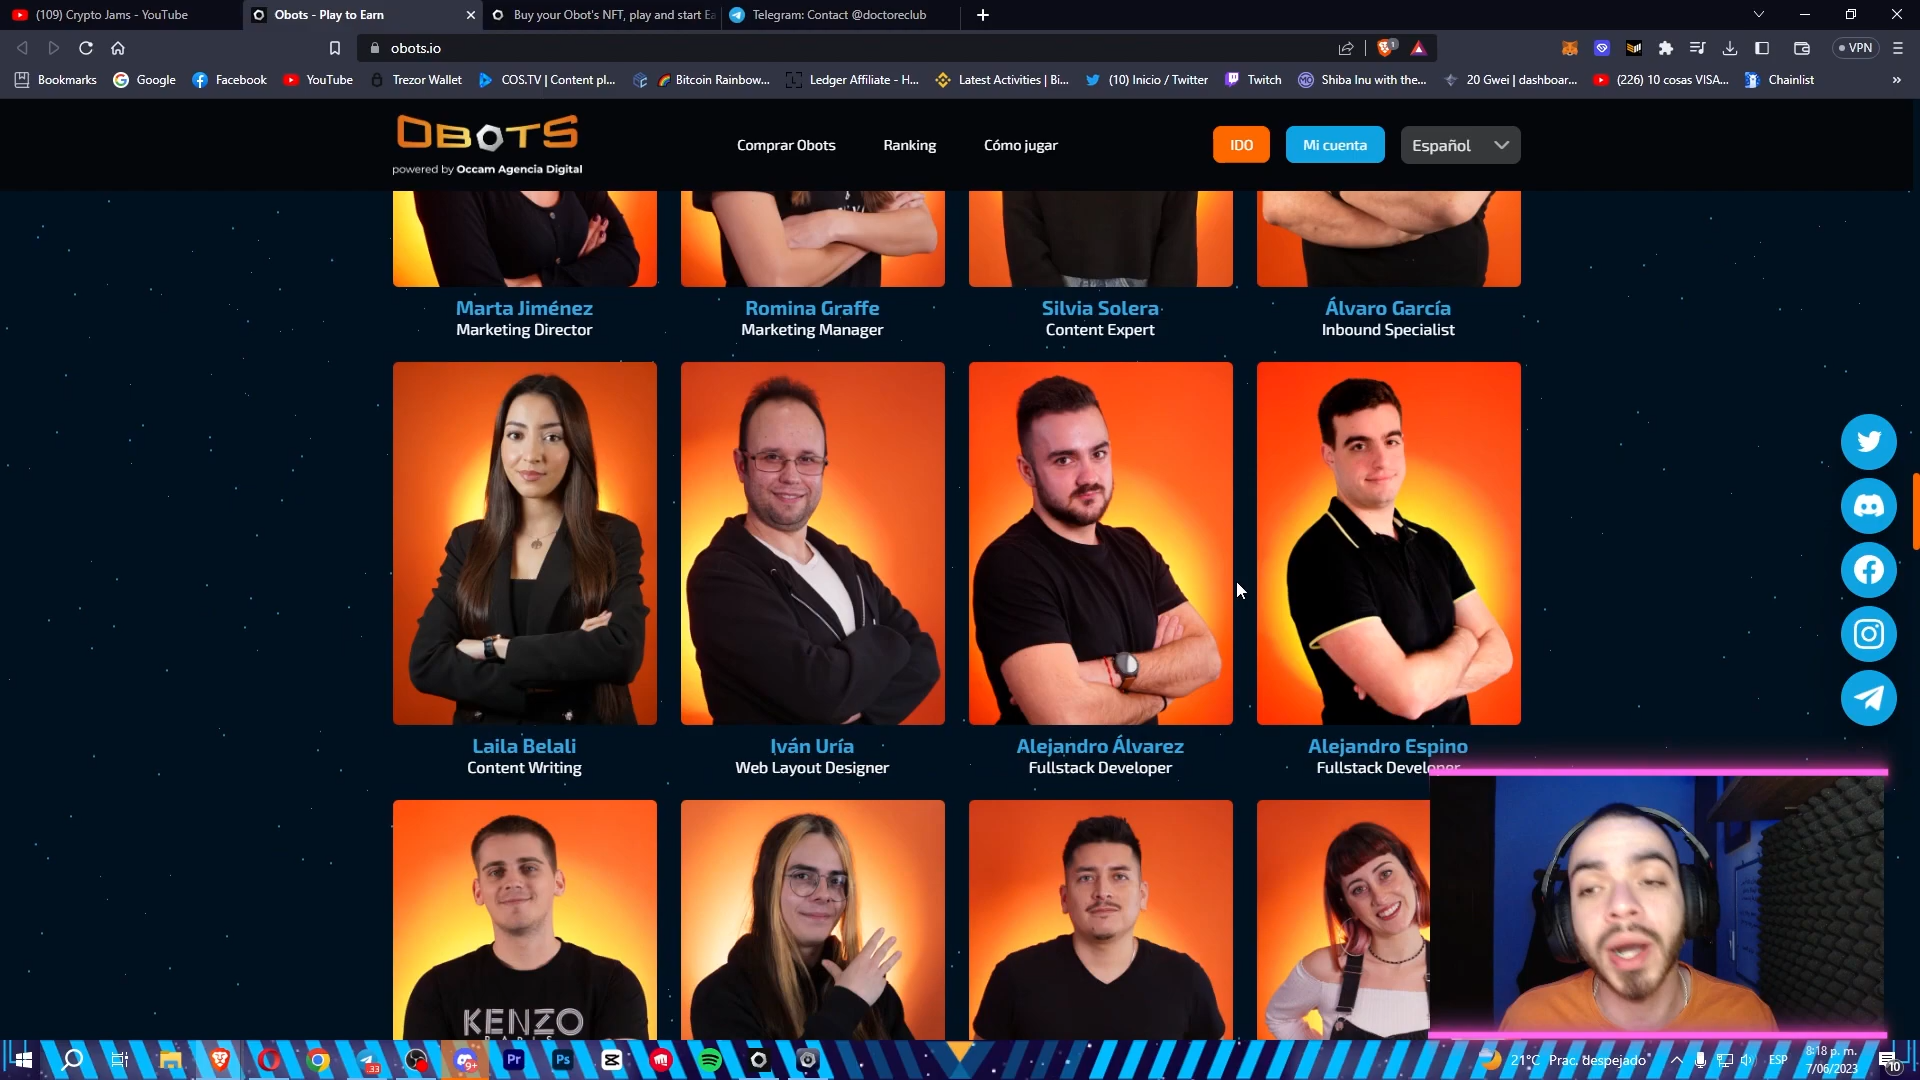 (109) Crypto Jams - YouTube
Obots - Play to Earn
Buy your Obot's NFT, play and start Ea
Telegram: Contact @doctoreclub
obots.io
1
VPN
Bookmarks
Google
Facebook
YouTube
Trezor Wallet
COS.TV | Content pl...
Bitcoin Rainbow...
Ledger Affiliate - H...
Latest Activities | Bi...
(10) Inicio / Twitter
Twitch
Shiba Inu with the...
20 Gwei | dashboar...
(226) 10 cosas VISA...
Chainlist
OBOTS
powered by Occam Agencia Digital
Comprar Obots
Ranking
Cómo jugar
IDO
Mi cuenta
Español
Marta Jiménez
Marketing Director
Romina Graffe
Marketing Manager
Silvia Solera
Content Expert
Álvaro García
Inbound Specialist
Laila Belali
Content Writing
Iván Uría
Web Layout Designer
Alejandro Álvarez
Fullstack Developer
Alejandro Espino
Fullstack Developer
KENZO
21°C Prac. despejado
ESP
8:18 p. m.
7/06/2023
10